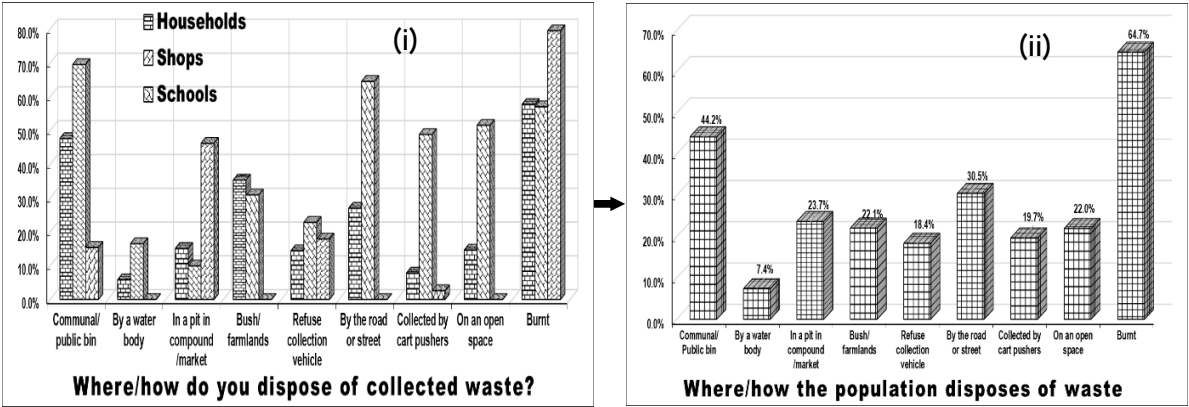 (i)
Households
Shops
Schools
80.0%
70.0%
60.0%
50.0%
40.0%
30.0%
20.0%
10.0%
0.0%
Communal/
public bin
By a water
body
In a pit in
compound
/market
Bush/
farmlands
Refuse
collection
vehicle
By the road
or street
Collected by
cart pushers
On an open
space
Burnt
Where/how do you dispose of collected waste?
(ii)
70.0%
60.0%
50.0%
40.0%
30.0%
20.0%
10.0%
0.0%
44.2%
7.4%
23.7%
22.1%
18.4%
30.5%
19.7%
22.0%
64.7%
Communal/
Public bin
By a water
body
In a pit in
compound
/market
Bush/
farmlands
Refuse
collection
vehicle
By the road
or street
Collected by
cart pushers
On an open
space
Burnt
Where/how the population disposes of waste